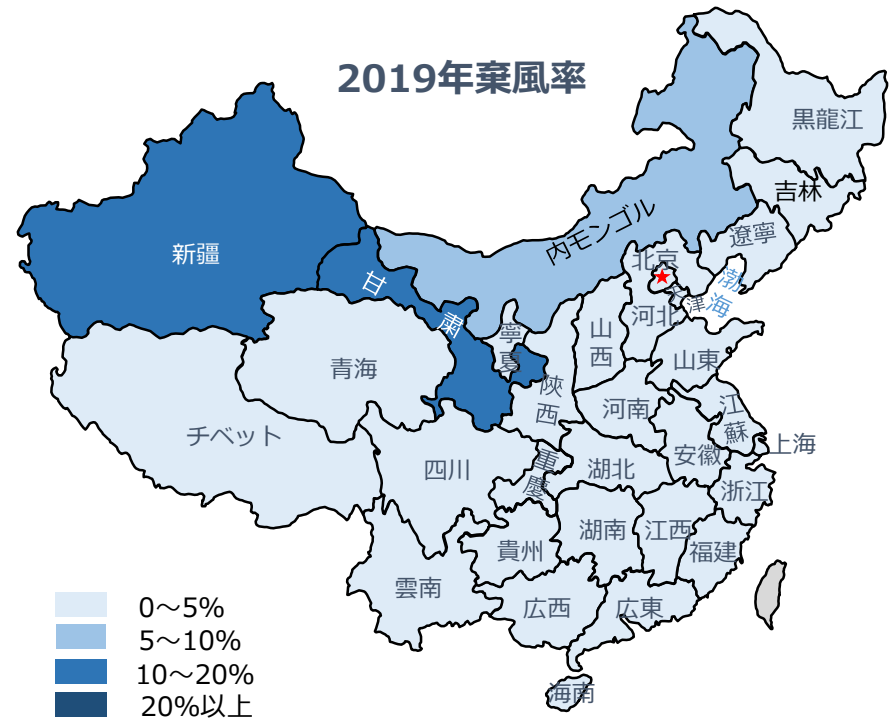 2019年棄風率
黒龍江
吉林
遼寧
内モンゴル
新疆
北京
渤海
天津
甘粛
河北
寧夏
山西
山東
青海
陝西
河南
江蘇
チベット
上海
四川
重慶
湖北
安徽
浙江
湖南
江西
福建
貴州
雲南
広西
広東
海南
0～5%
5～10%
10～20%
20%以上